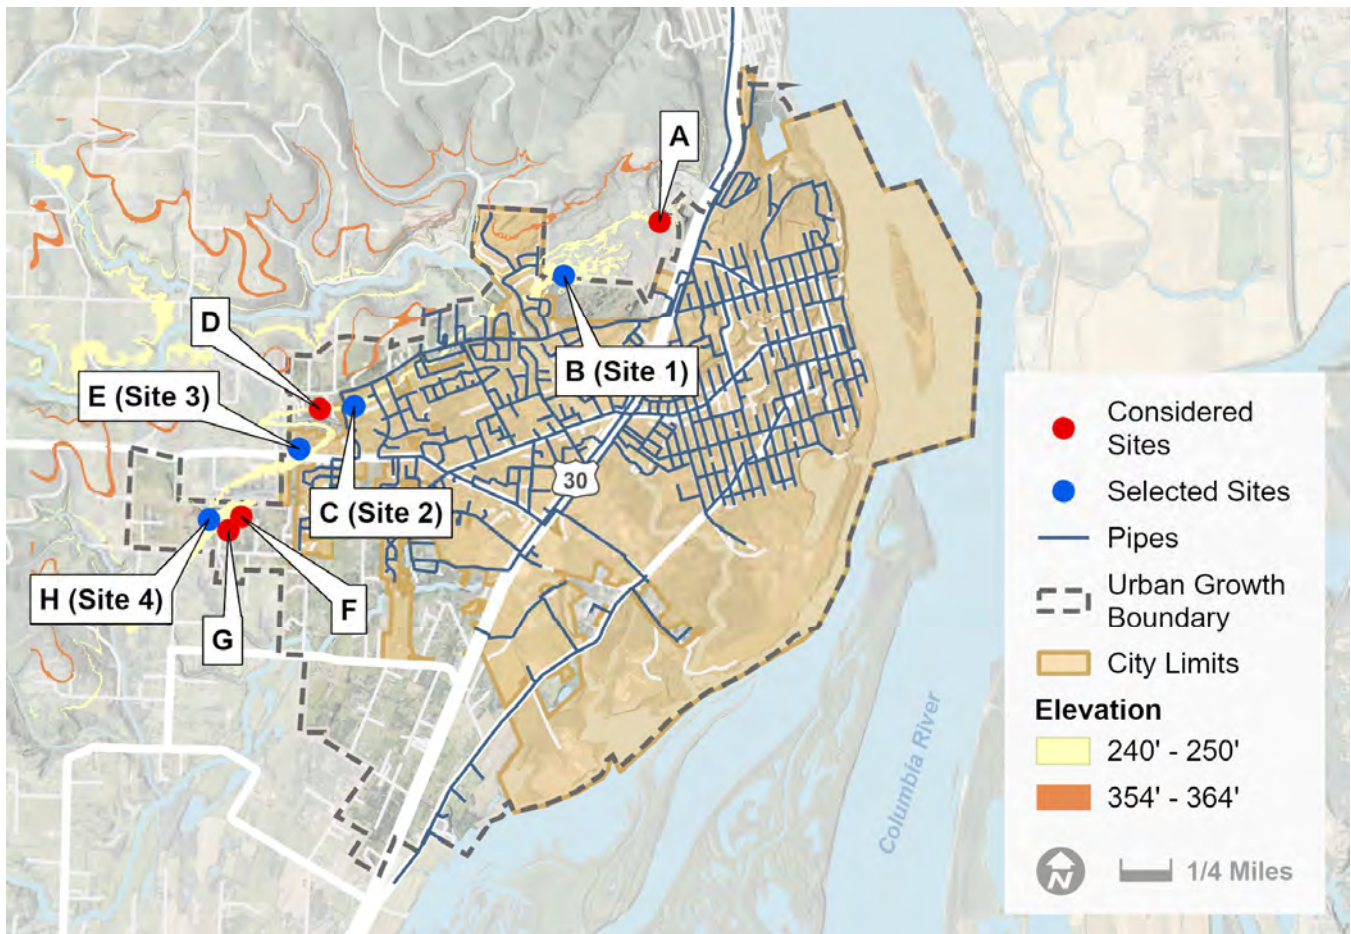 A
D
B (Site 1)
E (Site 3)
30
C (Site 2)
H (Site 4)
F
G
Columbia River
Considered
Sites
Selected Sites
Pipes
Urban Growth
Boundary
City Limits
Elevation
240' - 250'
354' - 364'
N
1/4 Miles